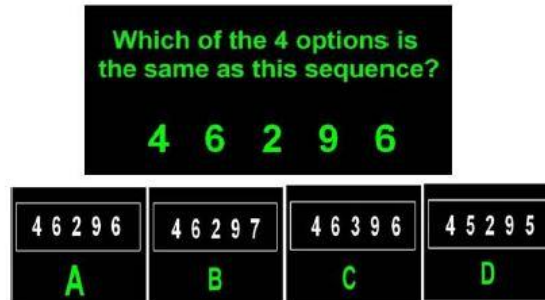 Which of the 4 options is
the same as this sequence?
4 6 2 9 6
4 6 2 9 6
A
4 6 2 9 7
B
4 6 3 9 6
C
4 5 2 9 5
D